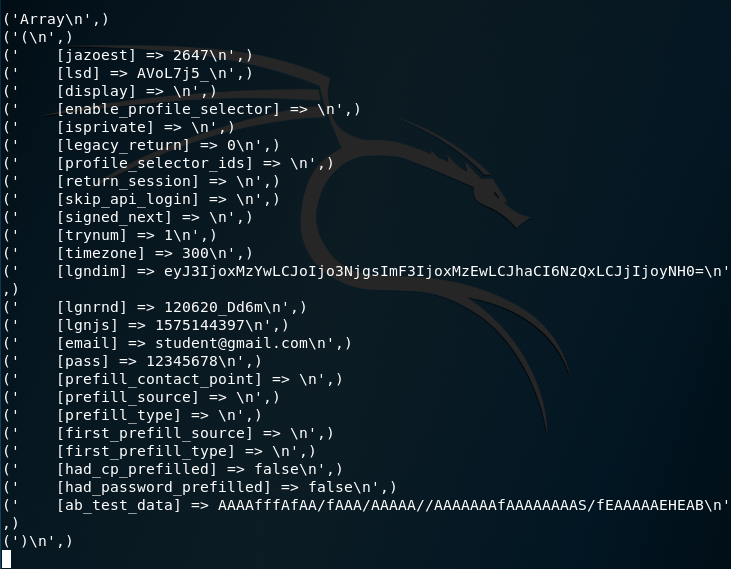 ('Array\n',)
('(\n',)
('    [jazoest] => 2647\n',)
('    [lsd] => AVoL7j5_\n',)
('    [display] => \n',)
('    [enable_profile_selector] => \n',)
('    [isprivate] => \n',)
('    [legacy_return] => 0\n',)
('    [profile_selector_ids] => \n',)
('    [return_session] => \n',)
('    [skip_api_login] => \n',)
('    [signed_next] => \n',)
('    [trynum] => 1\n',)
('    [timezone] => 300\n',)
('    [lgndim] => eyJ3IjoxMzYwLCJoIjo3NjgsImF3IjoxMzEwLCJhaCI6NzQxLCJjIjoyNH0=\n'
,)
('    [lgnrnd] => 120620_Dd6m\n',)
('    [lgnjs] => 1575144397\n',)
('    [email] => student@gmail.com\n',)
('    [pass] => 12345678\n',)
('    [prefill_contact_point] => \n',)
('    [prefill_source] => \n',)
('    [prefill_type] => \n',)
('    [first_prefill_source] => \n',)
('    [first_prefill_type] => \n',)
('    [had_cp_prefilled] => false\n',)
('    [had_password_prefilled] => false\n',)
('    [ab_test_data] => AAAAfffAfAA/fAAA/AAAAA//AAAAAAAfAAAAAAAAS/fEAAAAAEHEAB\n'
,)
(')\n',)